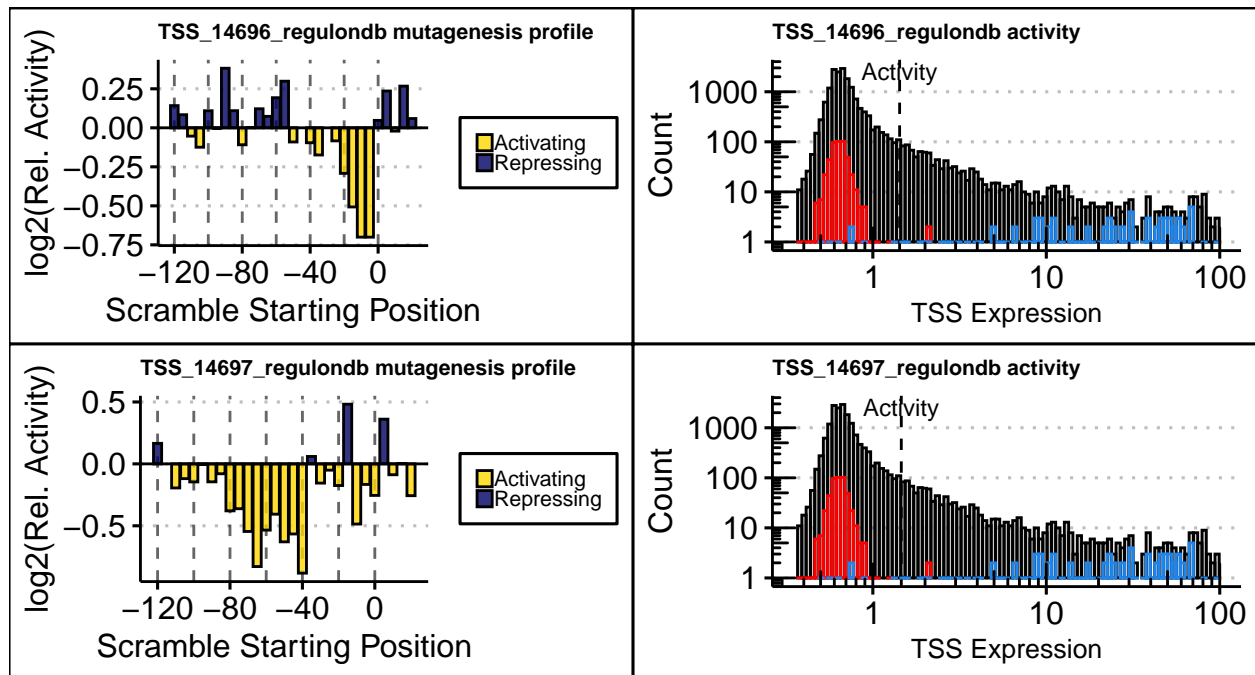 TSS_14696_regulondb mutagenesis profile
log2(Rel. Activity)
0.25
0.00
−0.25
−0.50
−0.75
−120 −80 −40 0
Scramble Starting Position
Activating
Repressing
TSS_14696_regulondb activity
Activity
Count
1000
100
10
1
1 10 100
TSS Expression
TSS_14697_regulondb mutagenesis profile
log2(Rel. Activity)
0.5
0.0
−0.5
−120 −80 −40 0
Scramble Starting Position
Activating
Repressing
TSS_14697_regulondb activity
Activity
Count
1000
100
10
1
1 10 100
TSS Expression